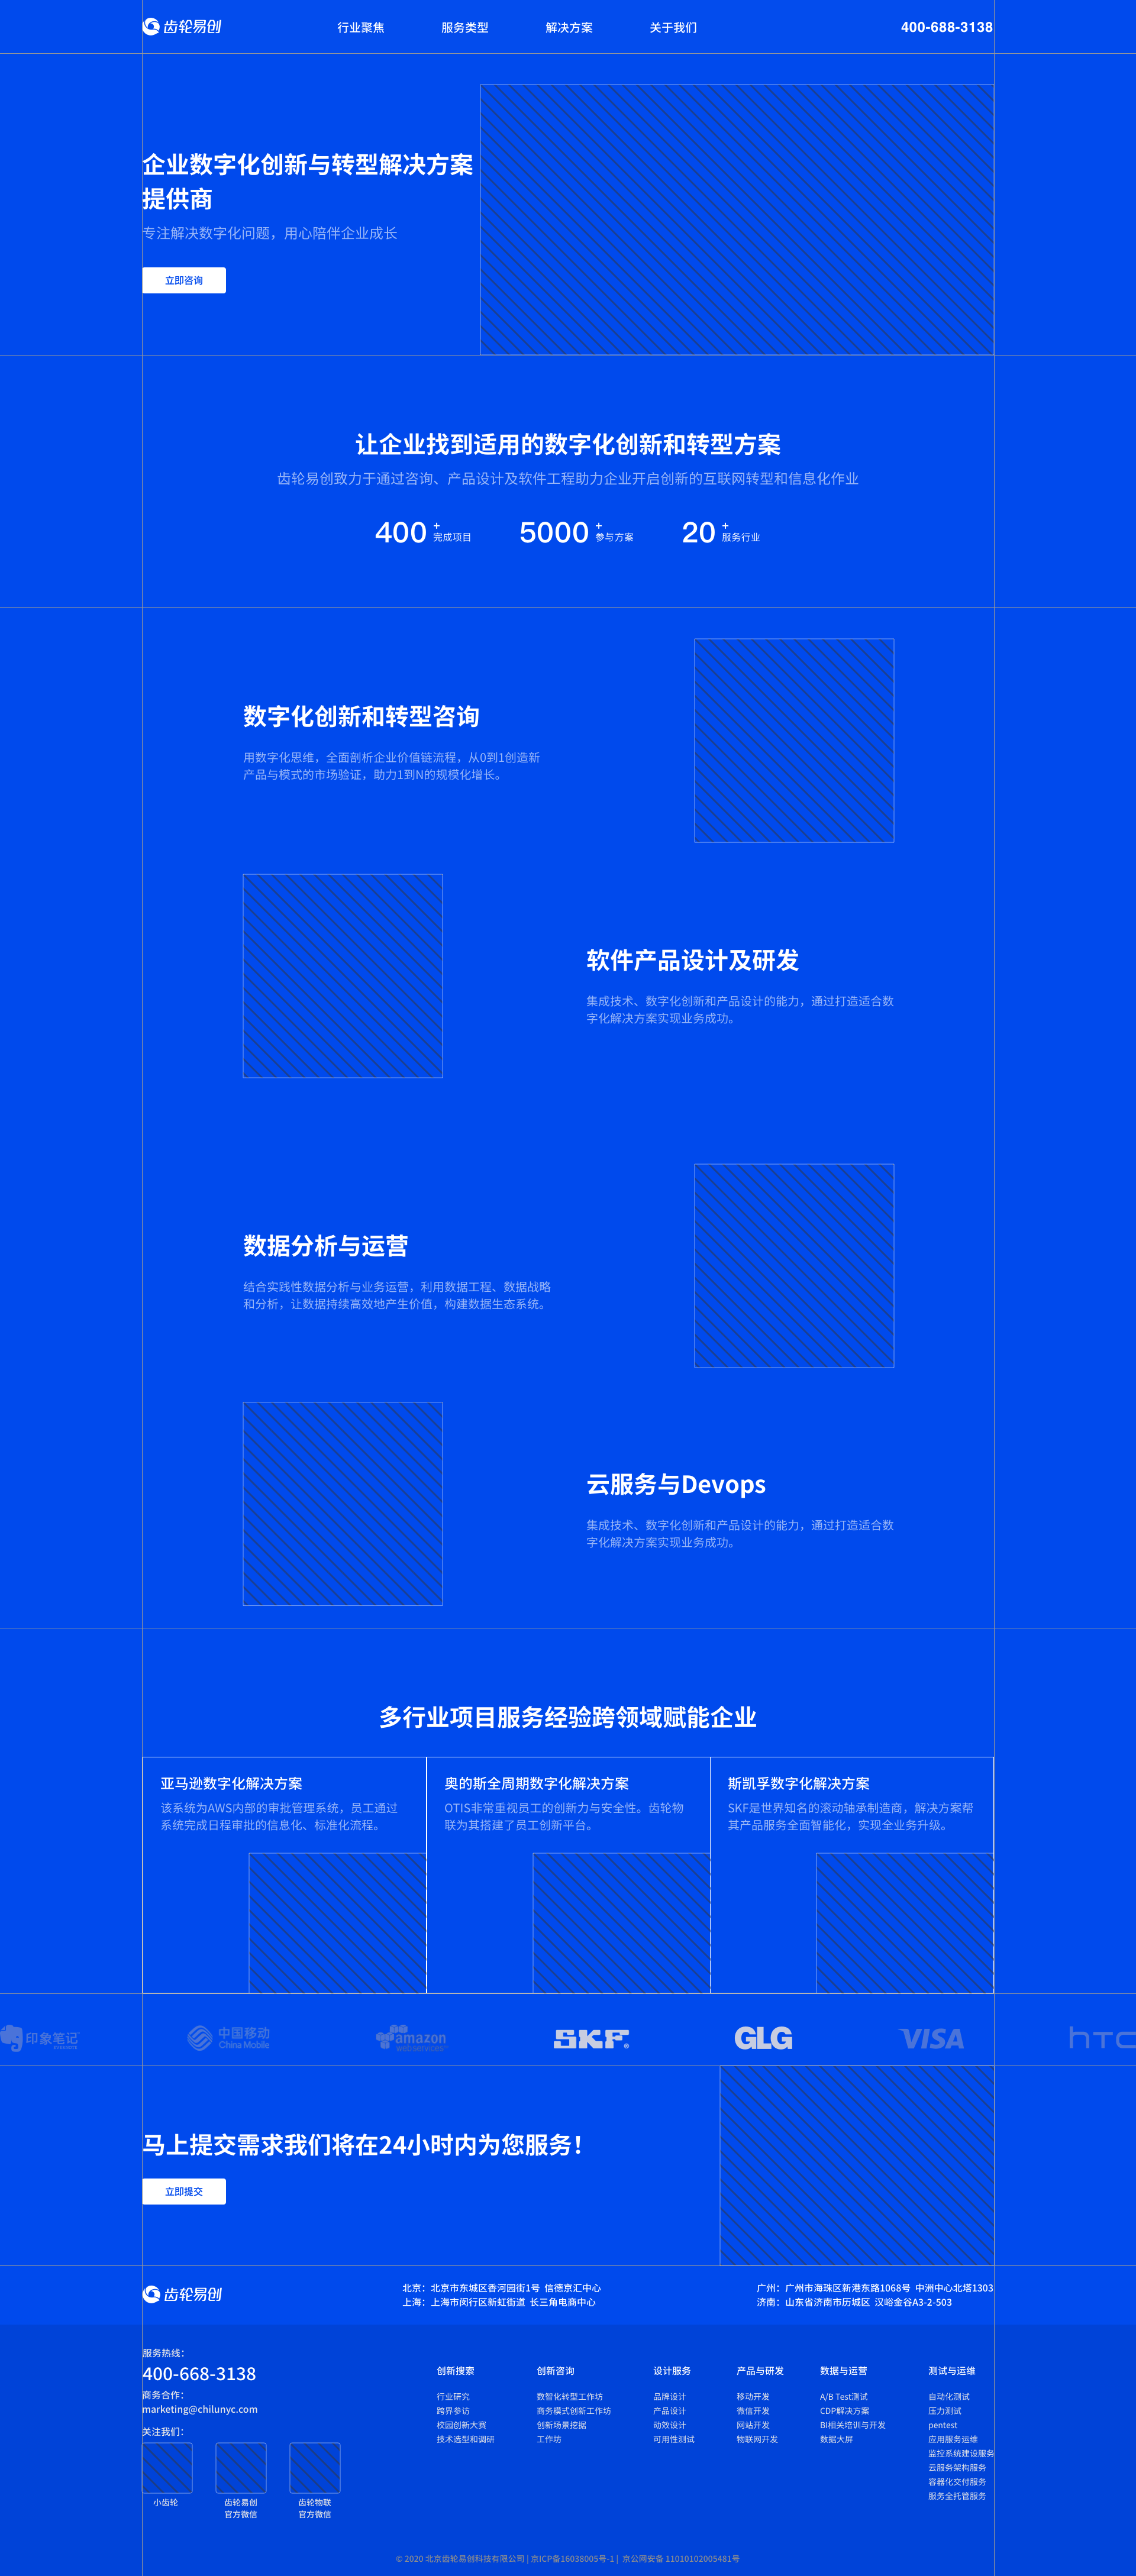 齿轮易创
行业聚焦
服务类型
解决方案
关于我们
400-688-3138
企业数字化创新与转型解决方案
提供商
专注解决数字化问题，用心陪伴企业成长
立即咨询
让企业找到适用的数字化创新和转型方案
齿轮易创致力于通过咨询、产品设计及软件工程助力企业开启创新的互联网转型和信息化作业
400 + 完成项目
5000 + 参与方案
20 + 服务行业
数字化创新和转型咨询
用数字化思维，全面剖析企业价值链流程，从0到1创造新
产品与模式的市场验证，助力1到N的规模化增长。
软件产品设计及研发
集成技术、数字化创新和产品设计的能力，通过打造适合数
字化解决方案实现业务成功。
数据分析与运营
结合实践性数据分析与业务运营，利用数据工程、数据战略
和分析，让数据持续高效地产生价值，构建数据生态系统。
云服务与Devops
集成技术、数字化创新和产品设计的能力，通过打造适合数
字化解决方案实现业务成功。
多行业项目服务经验跨领域赋能企业
亚马逊数字化解决方案
该系统为AWS内部的审批管理系统，员工通过
系统完成日程审批的信息化、标准化流程。
奥的斯全周期数字化解决方案
OTIS非常重视员工的创新力与安全性。齿轮物
联为其搭建了员工创新平台。
斯凯孚数字化解决方案
SKF是世界知名的滚动轴承制造商，解决方案帮
其产品服务全面智能化，实现全业务升级。
印象笔记
中国移动
China Mobile
amazon
webservices
SKF®
GLG
VISA
htc
马上提交需求我们将在24小时内为您服务！
立即提交
齿轮易创
北京：北京市东城区香河园街1号 信德京汇中心
上海：上海市闵行区新虹街道 长三角电商中心
广州：广州市海珠区新港东路1068号 中洲中心北塔1303
济南：山东省济南市历城区 汉峪金谷A3-2-503
服务热线：
400-668-3138
商务合作：
marketing@chilunyc.com
关注我们：
小齿轮
齿轮易创
官方微信
齿轮物联
官方微信
创新搜索
行业研究
跨界参访
校园创新大赛
技术选型和调研
创新咨询
数智化转型工作坊
商务模式创新工作坊
创新场景挖掘
工作坊
设计服务
品牌设计
产品设计
动效设计
可用性测试
产品与研发
移动开发
微信开发
网站开发
物联网开发
数据与运营
A/B Test测试
CDP解决方案
BI相关培训与开发
数据大屏
测试与运维
自动化测试
压力测试
pentest
应用服务运维
监控系统建设服务
云服务架构服务
容器化交付服务
服务全托管服务
© 2020 北京齿轮易创科技有限公司 | 京ICP备16038005号-1 | 京公网安备 11010102005481号